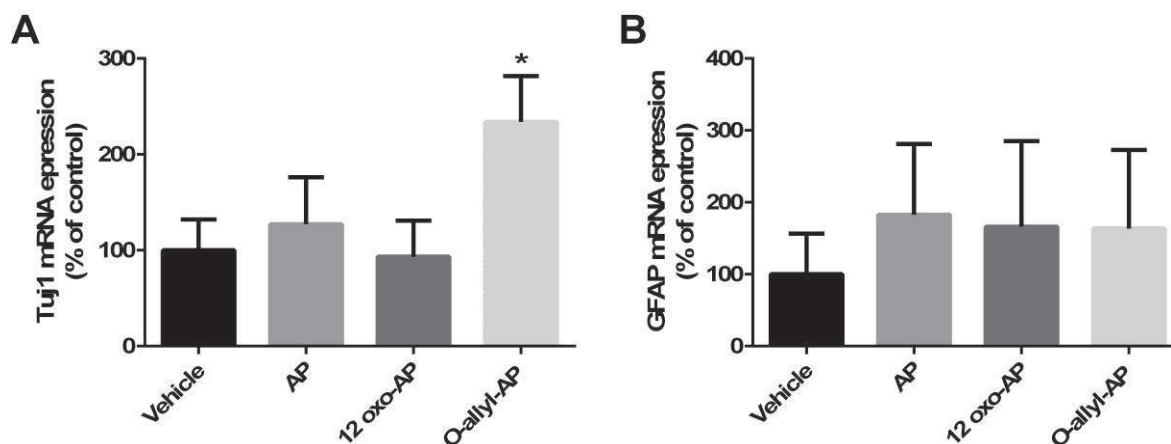 A
Tuj1 mRNA epression
(% of control)
300
200
100
0
*
Vehicle
AP
12 oxo-AP
O-allyl-AP
B
GFAP mRNA epression
(% of control)
400
300
200
100
0
Vehicle
AP
12 oxo-AP
O-allyl-AP